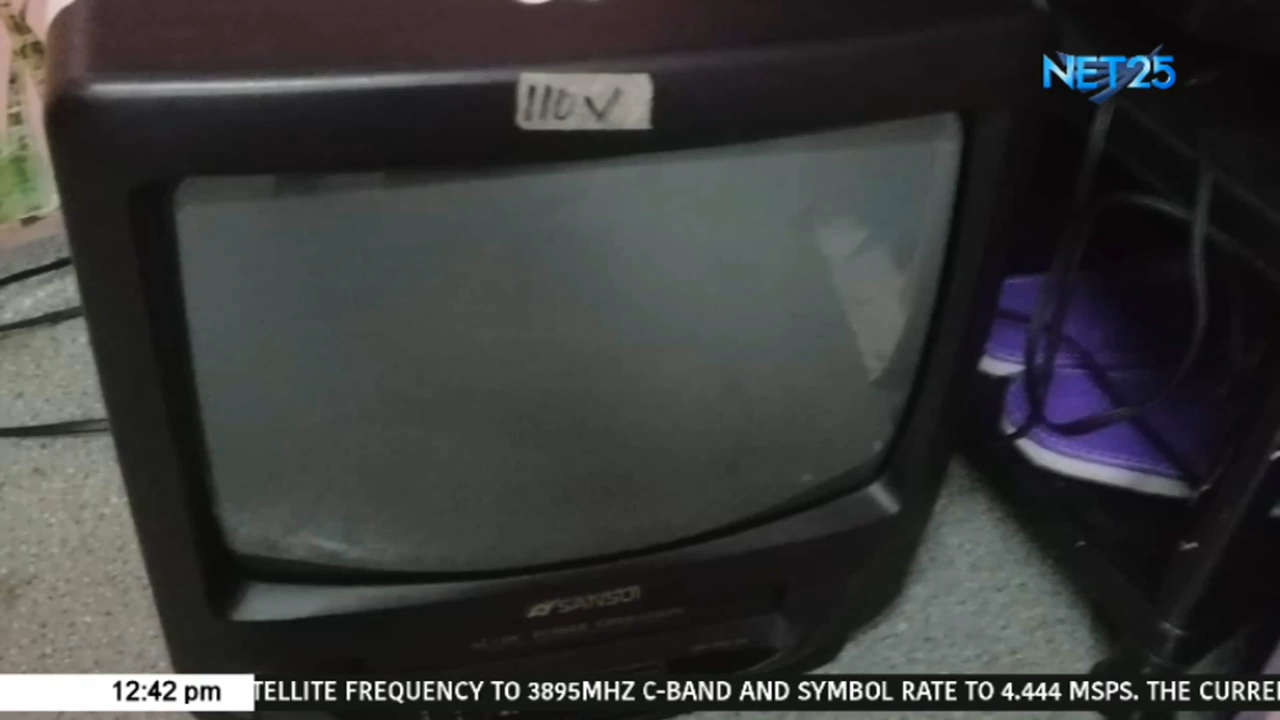 NET25
110V
SANSUI
12:42 pm
TELLITE FREQUENCY TO 3895MHZ C-BAND AND SYMBOL RATE TO 4.444 MSPS. THE CURRE